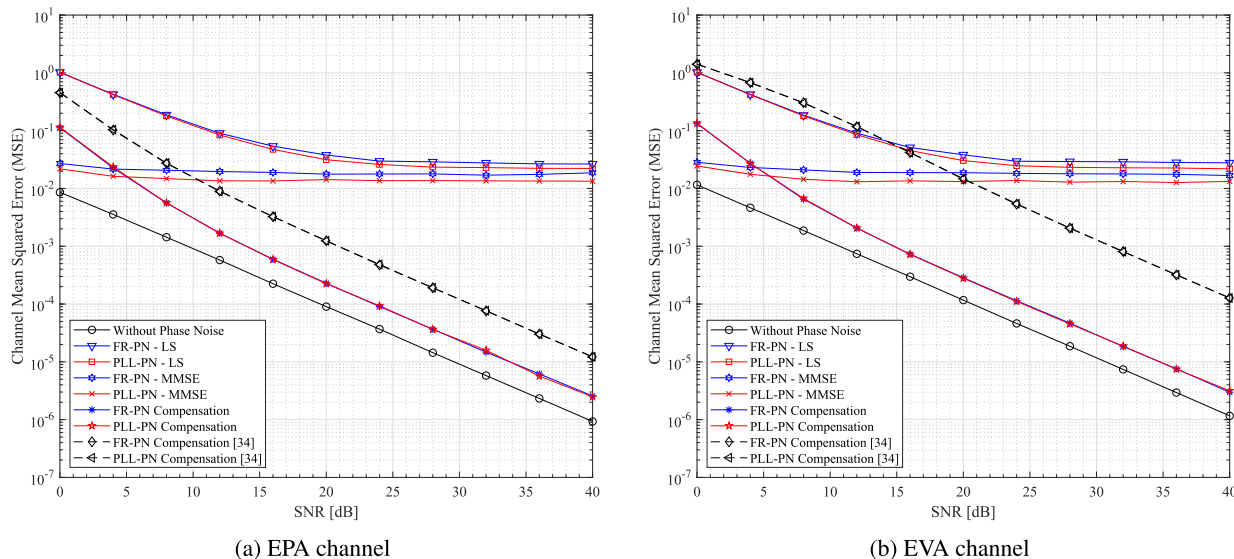 10^1
10^0
10^-1
10^-2
10^-3
10^-4
10^-5
10^-6
10^-7
Channel Mean Squared Error (MSE)
Without Phase Noise
FR-PN - LS
PLL-PN - LS
FR-PN - MMSE
PLL-PN - MMSE
FR-PN Compensation
PLL-PN Compensation
FR-PN Compensation [34]
PLL-PN Compensation [34]
0 5 10 15 20 25 30 35 40
SNR [dB]
(a) EPA channel
10^1
10^0
10^-1
10^-2
10^-3
10^-4
10^-5
10^-6
10^-7
Channel Mean Squared Error (MSE)
Without Phase Noise
FR-PN - LS
PLL-PN - LS
FR-PN - MMSE
PLL-PN - MMSE
FR-PN Compensation
PLL-PN Compensation
FR-PN Compensation [34]
PLL-PN Compensation [34]
0 5 10 15 20 25 30 35 40
SNR [dB]
(b) EVA channel